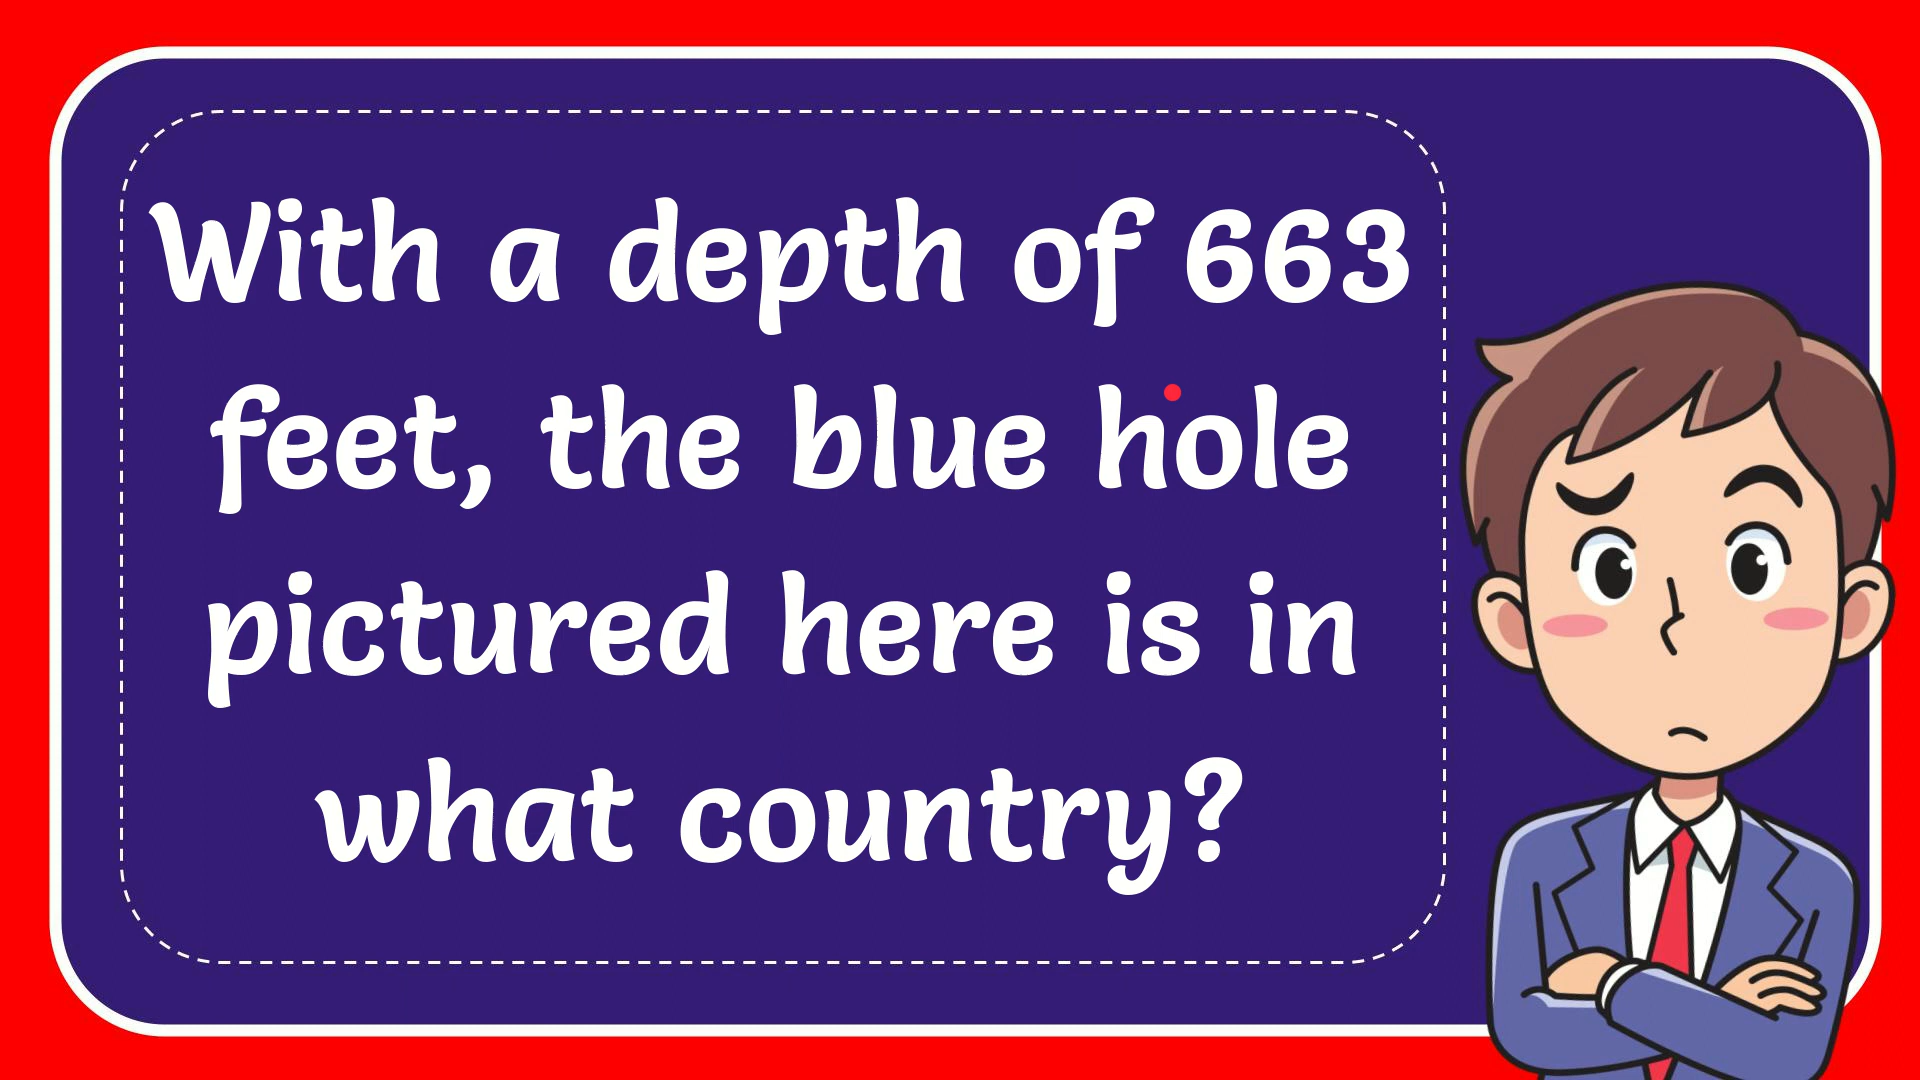 With a depth of 663
feet, the blue hole
pictured here is in
what country?